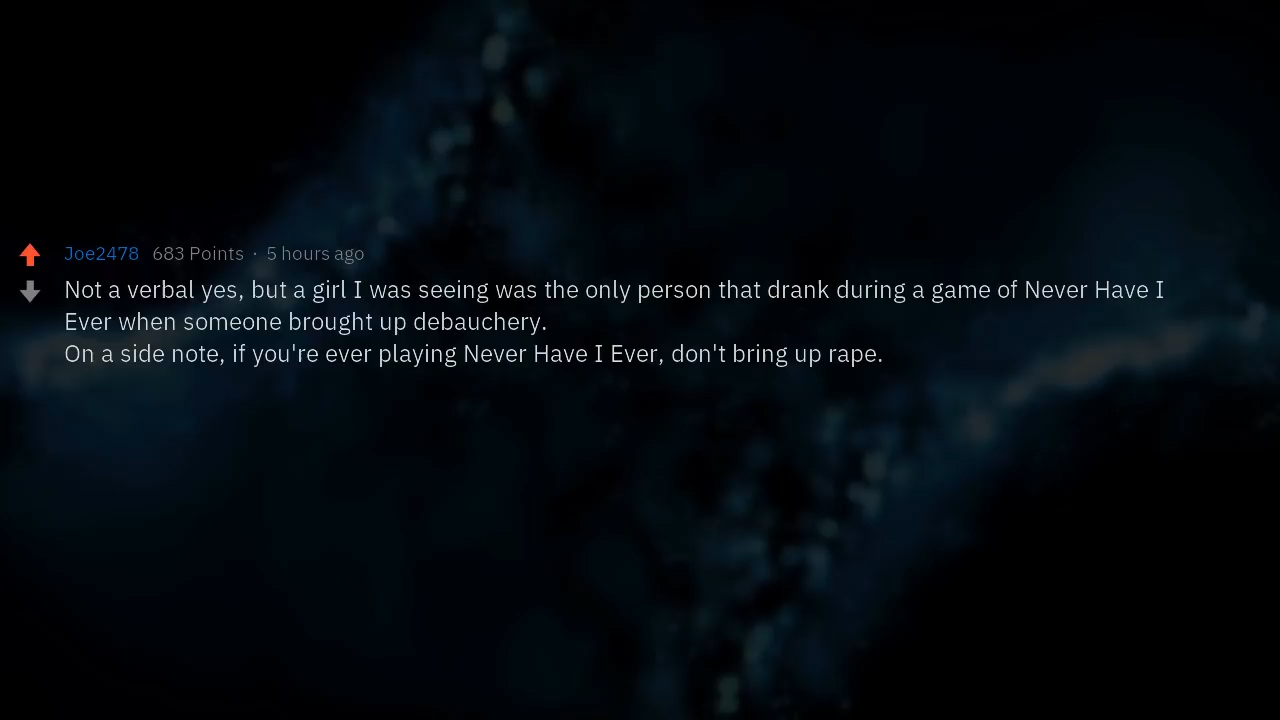 Joe2478 683 Points · 5 hours ago
Not a verbal yes, but a girl I was seeing was the only person that drank during a game of Never Have I
Ever when someone brought up debauchery.
On a side note, if you're ever playing Never Have I Ever, don't bring up rape.